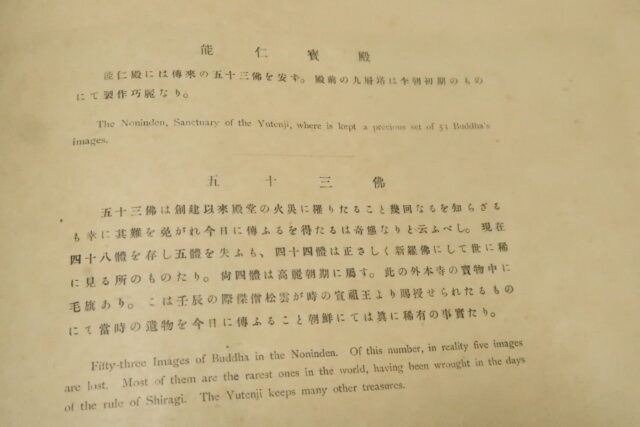 能仁寶殿
能仁殿には傳來の五十三佛を安す。殿前の九層塔は李朝初期のもの
にて製作巧麗なり。
The Noninden, Sanctuary of the Yutenji, where is kept a precious set of 53 Buddha's
images.
五十三佛
五十三佛は創建以來殿堂の火災に罹りたること幾回なるを知らざる
も幸に其難を免がれ今日に傳ふるを得たるは奇蹟なりと云ふべし。現在
四十八體を存し五體を失ふも、四十四體は正さしく新羅佛にして世に稀
に見る所のものたり。尙四體は高麗朝期に屬す。此の外本寺の寶物中に
毛旗あり。こは壬辰の際傑僧松雲が時の宣祖王より賜授せられたるもの
にて當時の遺物を今日に傳ふること朝鮮にては眞に稀有の事實たり。
Fifty-three Images of Buddha in the Noninden. Of this number, in reality five images
are lost. Most of them are the rarest ones in the world, having been wrought in the days
of the rule of Shiragi. The Yutenji keeps many other treasures.